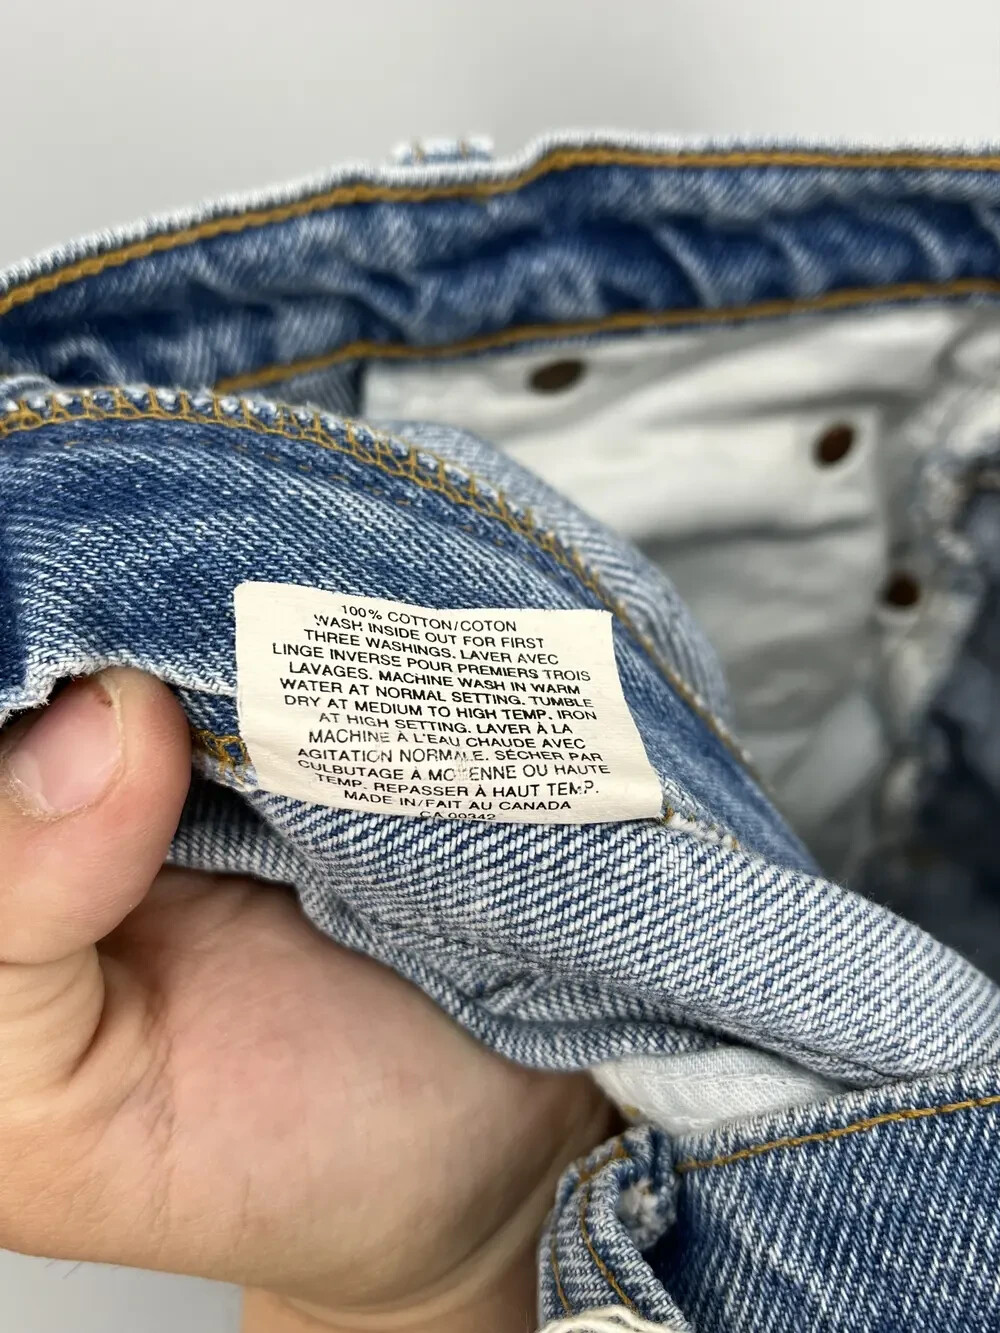 100% COTTON/COTON
WASH INSIDE OUT FOR FIRST
THREE WASHINGS. LAVER AVEC
LINGE INVERSE POUR PREMIERS TROIS
LAVAGES. MACHINE WASH IN WARM
WATER AT NORMAL SETTING. TUMBLE
DRY AT MEDIUM TO HIGH TEMP. IRON
AT HIGH SETTING. LAVER À LA
MACHINE À L'EAU CHAUDE AVEC
AGITATION NORMALE. SÉCHER PAR
CULBUTAGE À MOYENNE OU HAUTE
TEMP. REPASSER À HAUT TEMP.
MADE IN/FAIT AU CANADA
CA 00342